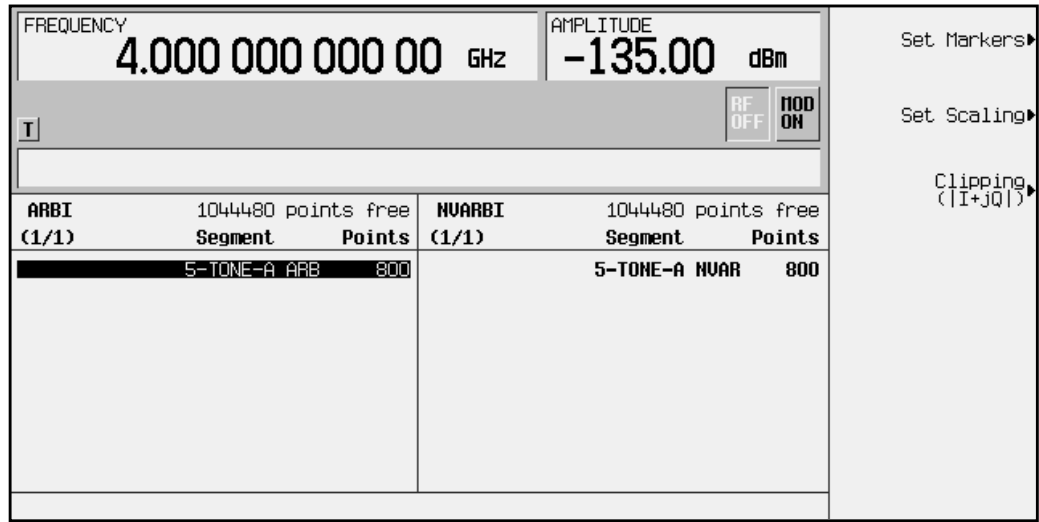 FREQUENCY
4.000 000 000 00 GHz
AMPLITUDE
-135.00 dBm
RF OFF
MOD ON
T
ARBI 1044480 points free
(1/1) Segment Points
5-TONE-A ARB 800
NVARBI 1044480 points free
(1/1) Segment Points
5-TONE-A NVAR 800
Set Markers
Set Scaling
Clipping
(|I+jQ|)